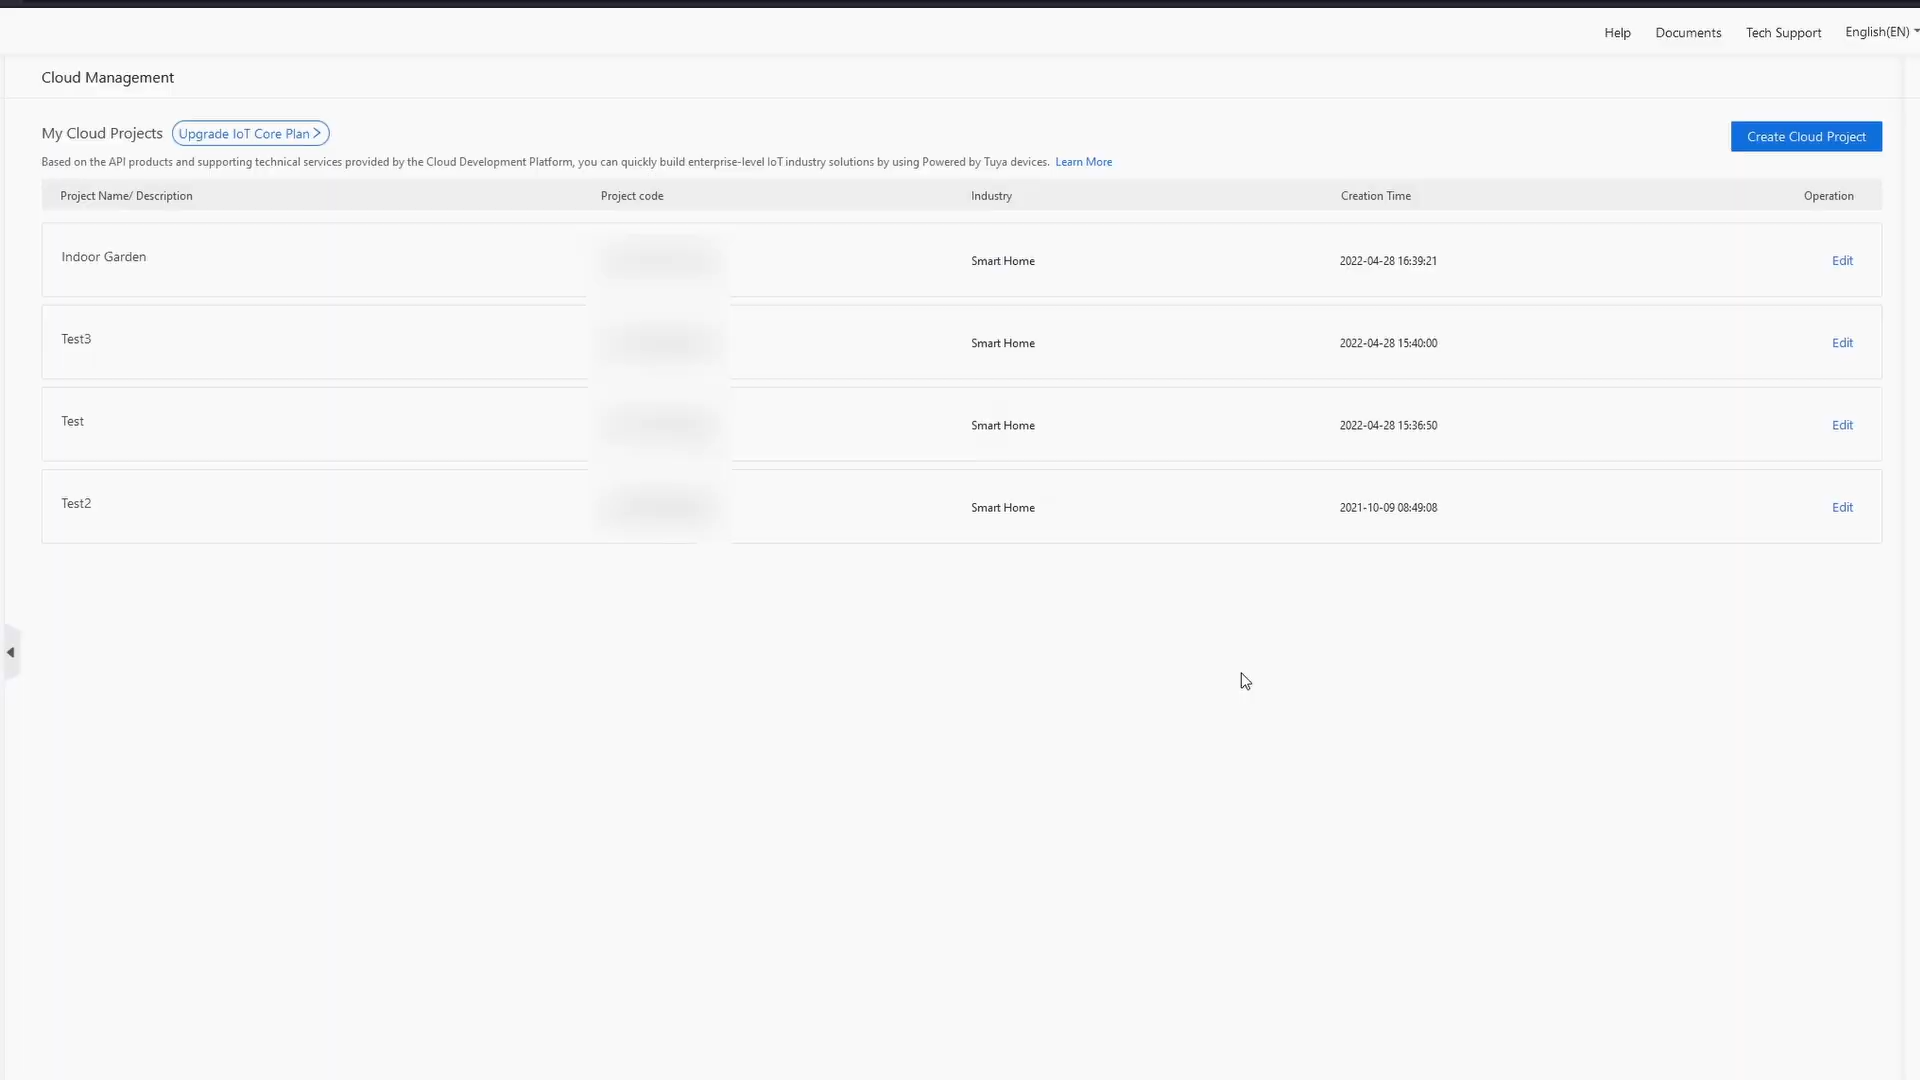 Help Documents Tech Support English(EN)
Cloud Management
My Cloud Projects Upgrade IoT Core Plan >
Create Cloud Project
Based on the API products and supporting technical services provided by the Cloud Development Platform, you can quickly build enterprise-level IoT industry solutions by using Powered by Tuya devices. Learn More
Project Name/ Description Project code Industry Creation Time Operation
Indoor Garden Smart Home 2022-04-28 16:39:21 Edit
Test3 Smart Home 2022-04-28 15:40:00 Edit
Test Smart Home 2022-04-28 15:36:50 Edit
Test2 Smart Home 2021-10-09 08:49:08 Edit